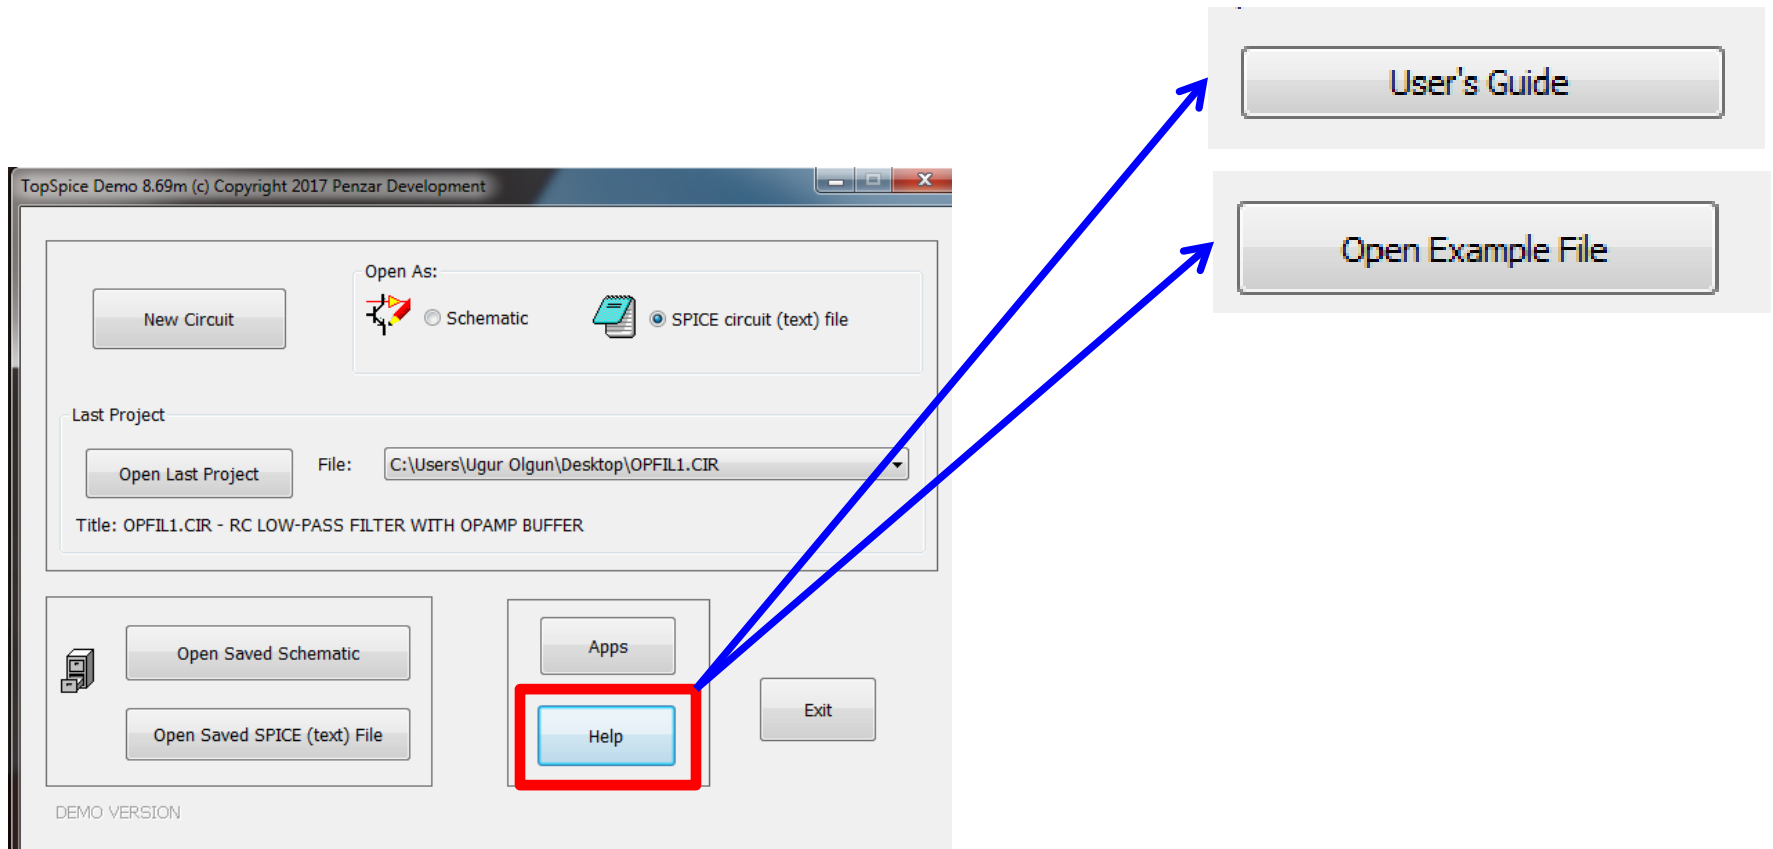 User's Guide
Open Example File
TopSpice Demo 8.69m (c) Copyright 2017 Penzar Development
Open As:
New Circuit
Schematic
SPICE circuit (text) file
Last Project
Open Last Project
File:
C:\Users\Ugur Olgun\Desktop\OPFIL1.CIR
Title: OPFIL1.CIR - RC LOW-PASS FILTER WITH OPAMP BUFFER
Open Saved Schematic
Open Saved SPICE (text) File
Apps
Help
Exit
DEMO VERSION